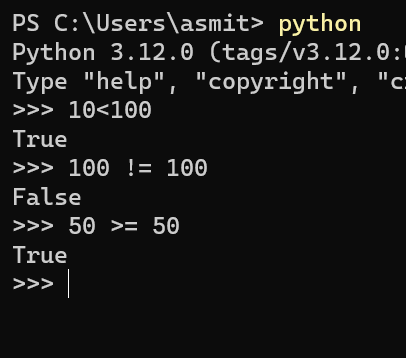 PS C:\Users\asmit> python
Python 3.12.0 (tags/v3.12.0:
Type "help", "copyright", "c
>>> 10<100
True
>>> 100 != 100
False
>>> 50 >= 50
True
>>>